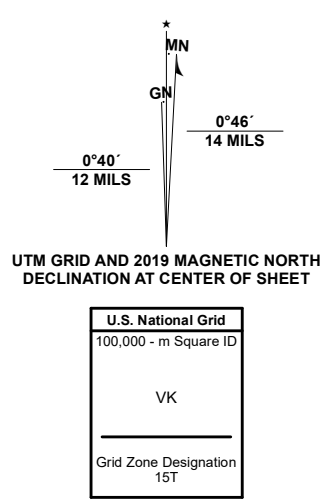 ★
MN
GN
0°46´
14 MILS
0°40´
12 MILS
UTM GRID AND 2019 MAGNETIC NORTH
DECLINATION AT CENTER OF SHEET
U.S. National Grid
100,000 - m Square ID
VK
Grid Zone Designation
15T